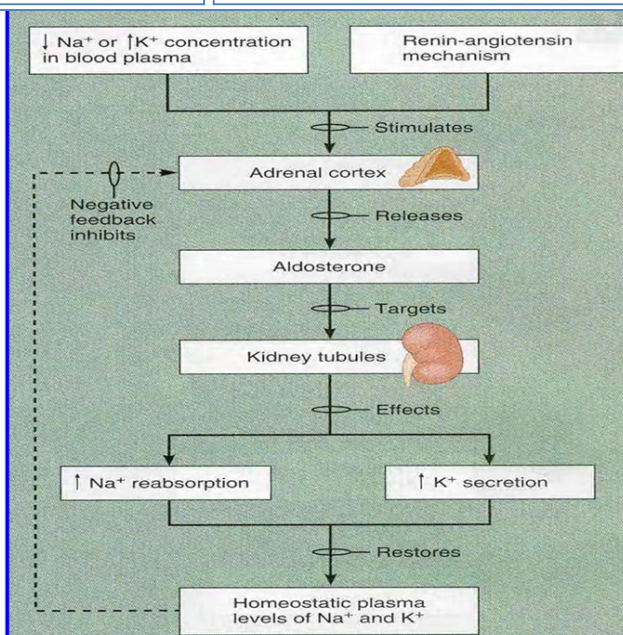 ↓ Na⁺ or ↑K⁺ concentration
in blood plasma
Renin-angiotensin
mechanism
Stimulates
Adrenal cortex
Negative
feedback
inhibits
Releases
Aldosterone
Targets
Kidney tubules
Effects
↑ Na⁺ reabsorption
↑ K⁺ secretion
Restores
Homeostatic plasma
levels of Na⁺ and K⁺